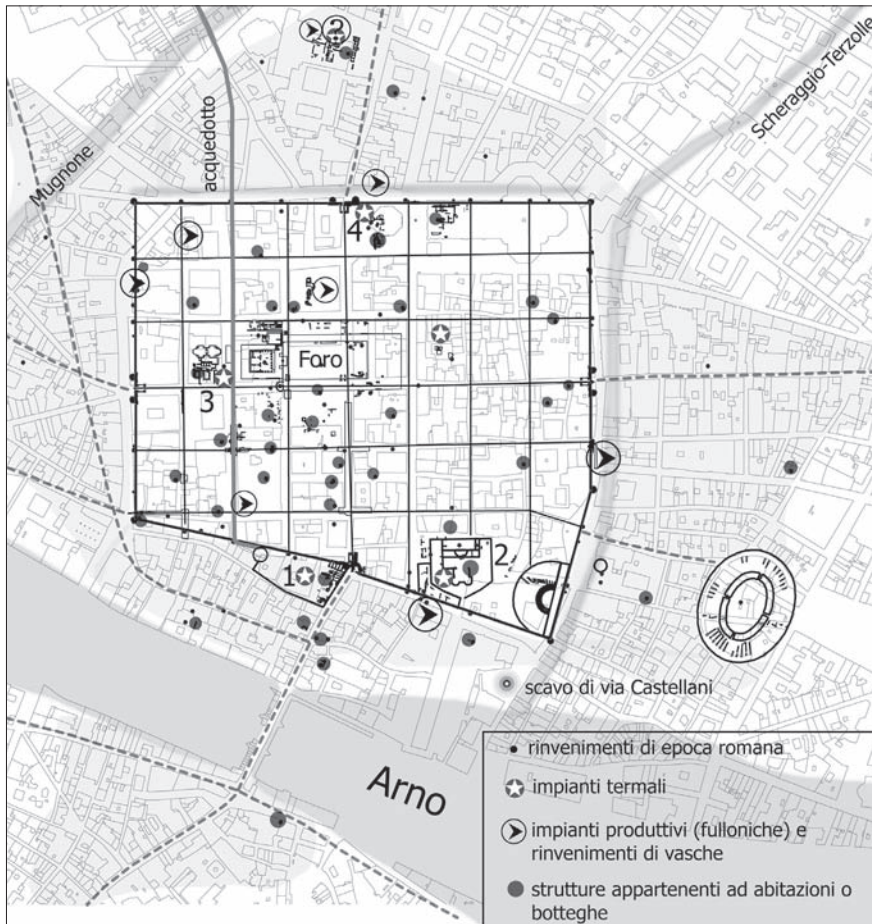 2
Scheraggio-Terzolle
acquedotto
Mugnone
4
Foro
3
1
2
scavo di via Castellani
Arno
rinvenimenti di epoca romana
impianti termali
impianti produttivi (fulloniche) e
rinvenimenti di vasche
strutture appartenenti ad abitazioni o
botteghe